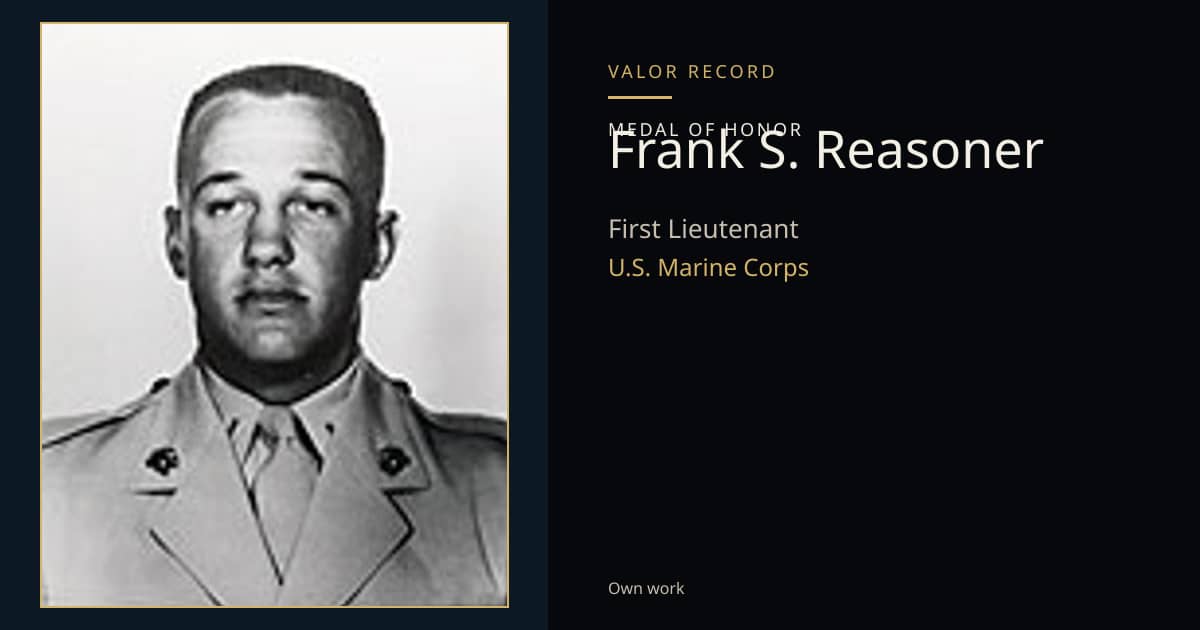 VALOR RECORD
MEDAL OF HONOR
Frank S. Reasoner
First Lieutenant
U.S. Marine Corps
Own work